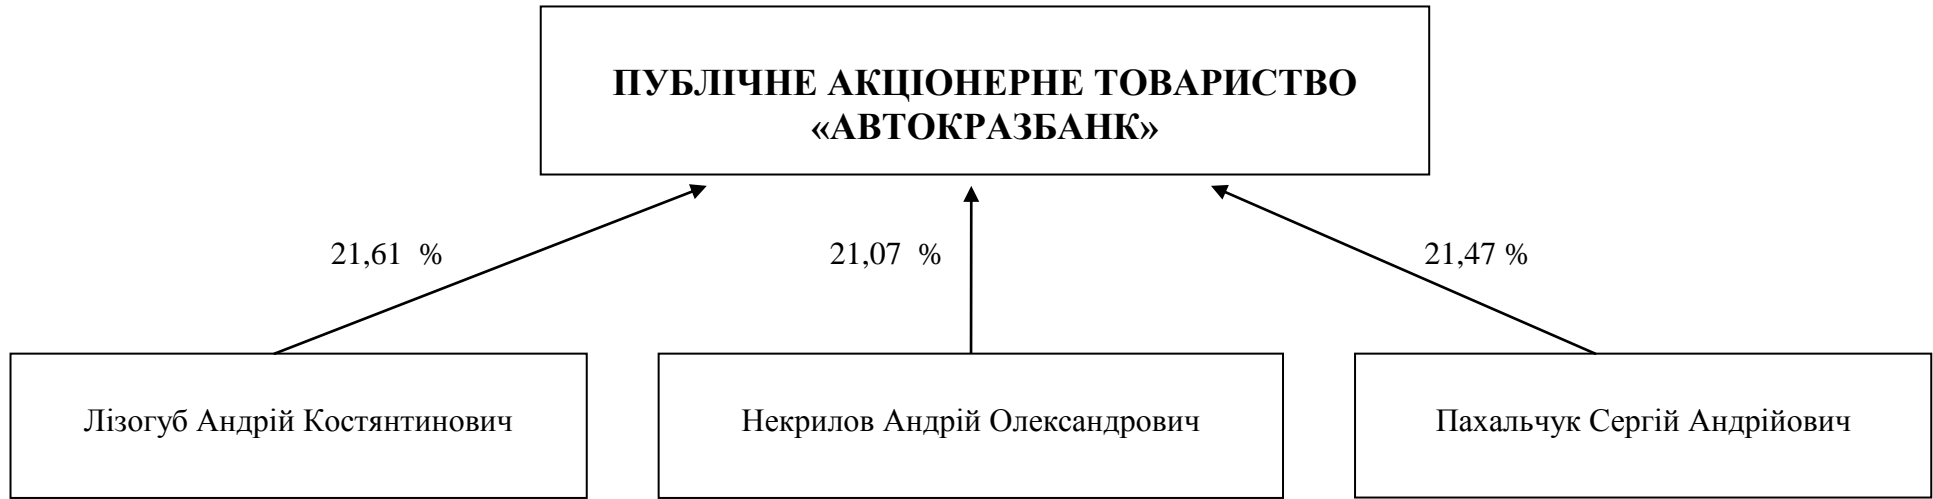 ПУБЛІЧНЕ АКЦІОНЕРНЕ ТОВАРИСТВО
«АВТОКРАЗБАНК»
21,61 %
21,07 %
21,47 %
Лізогуб Андрій Костянтинович
Некрилов Андрій Олександрович
Пахальчук Сергій Андрійович